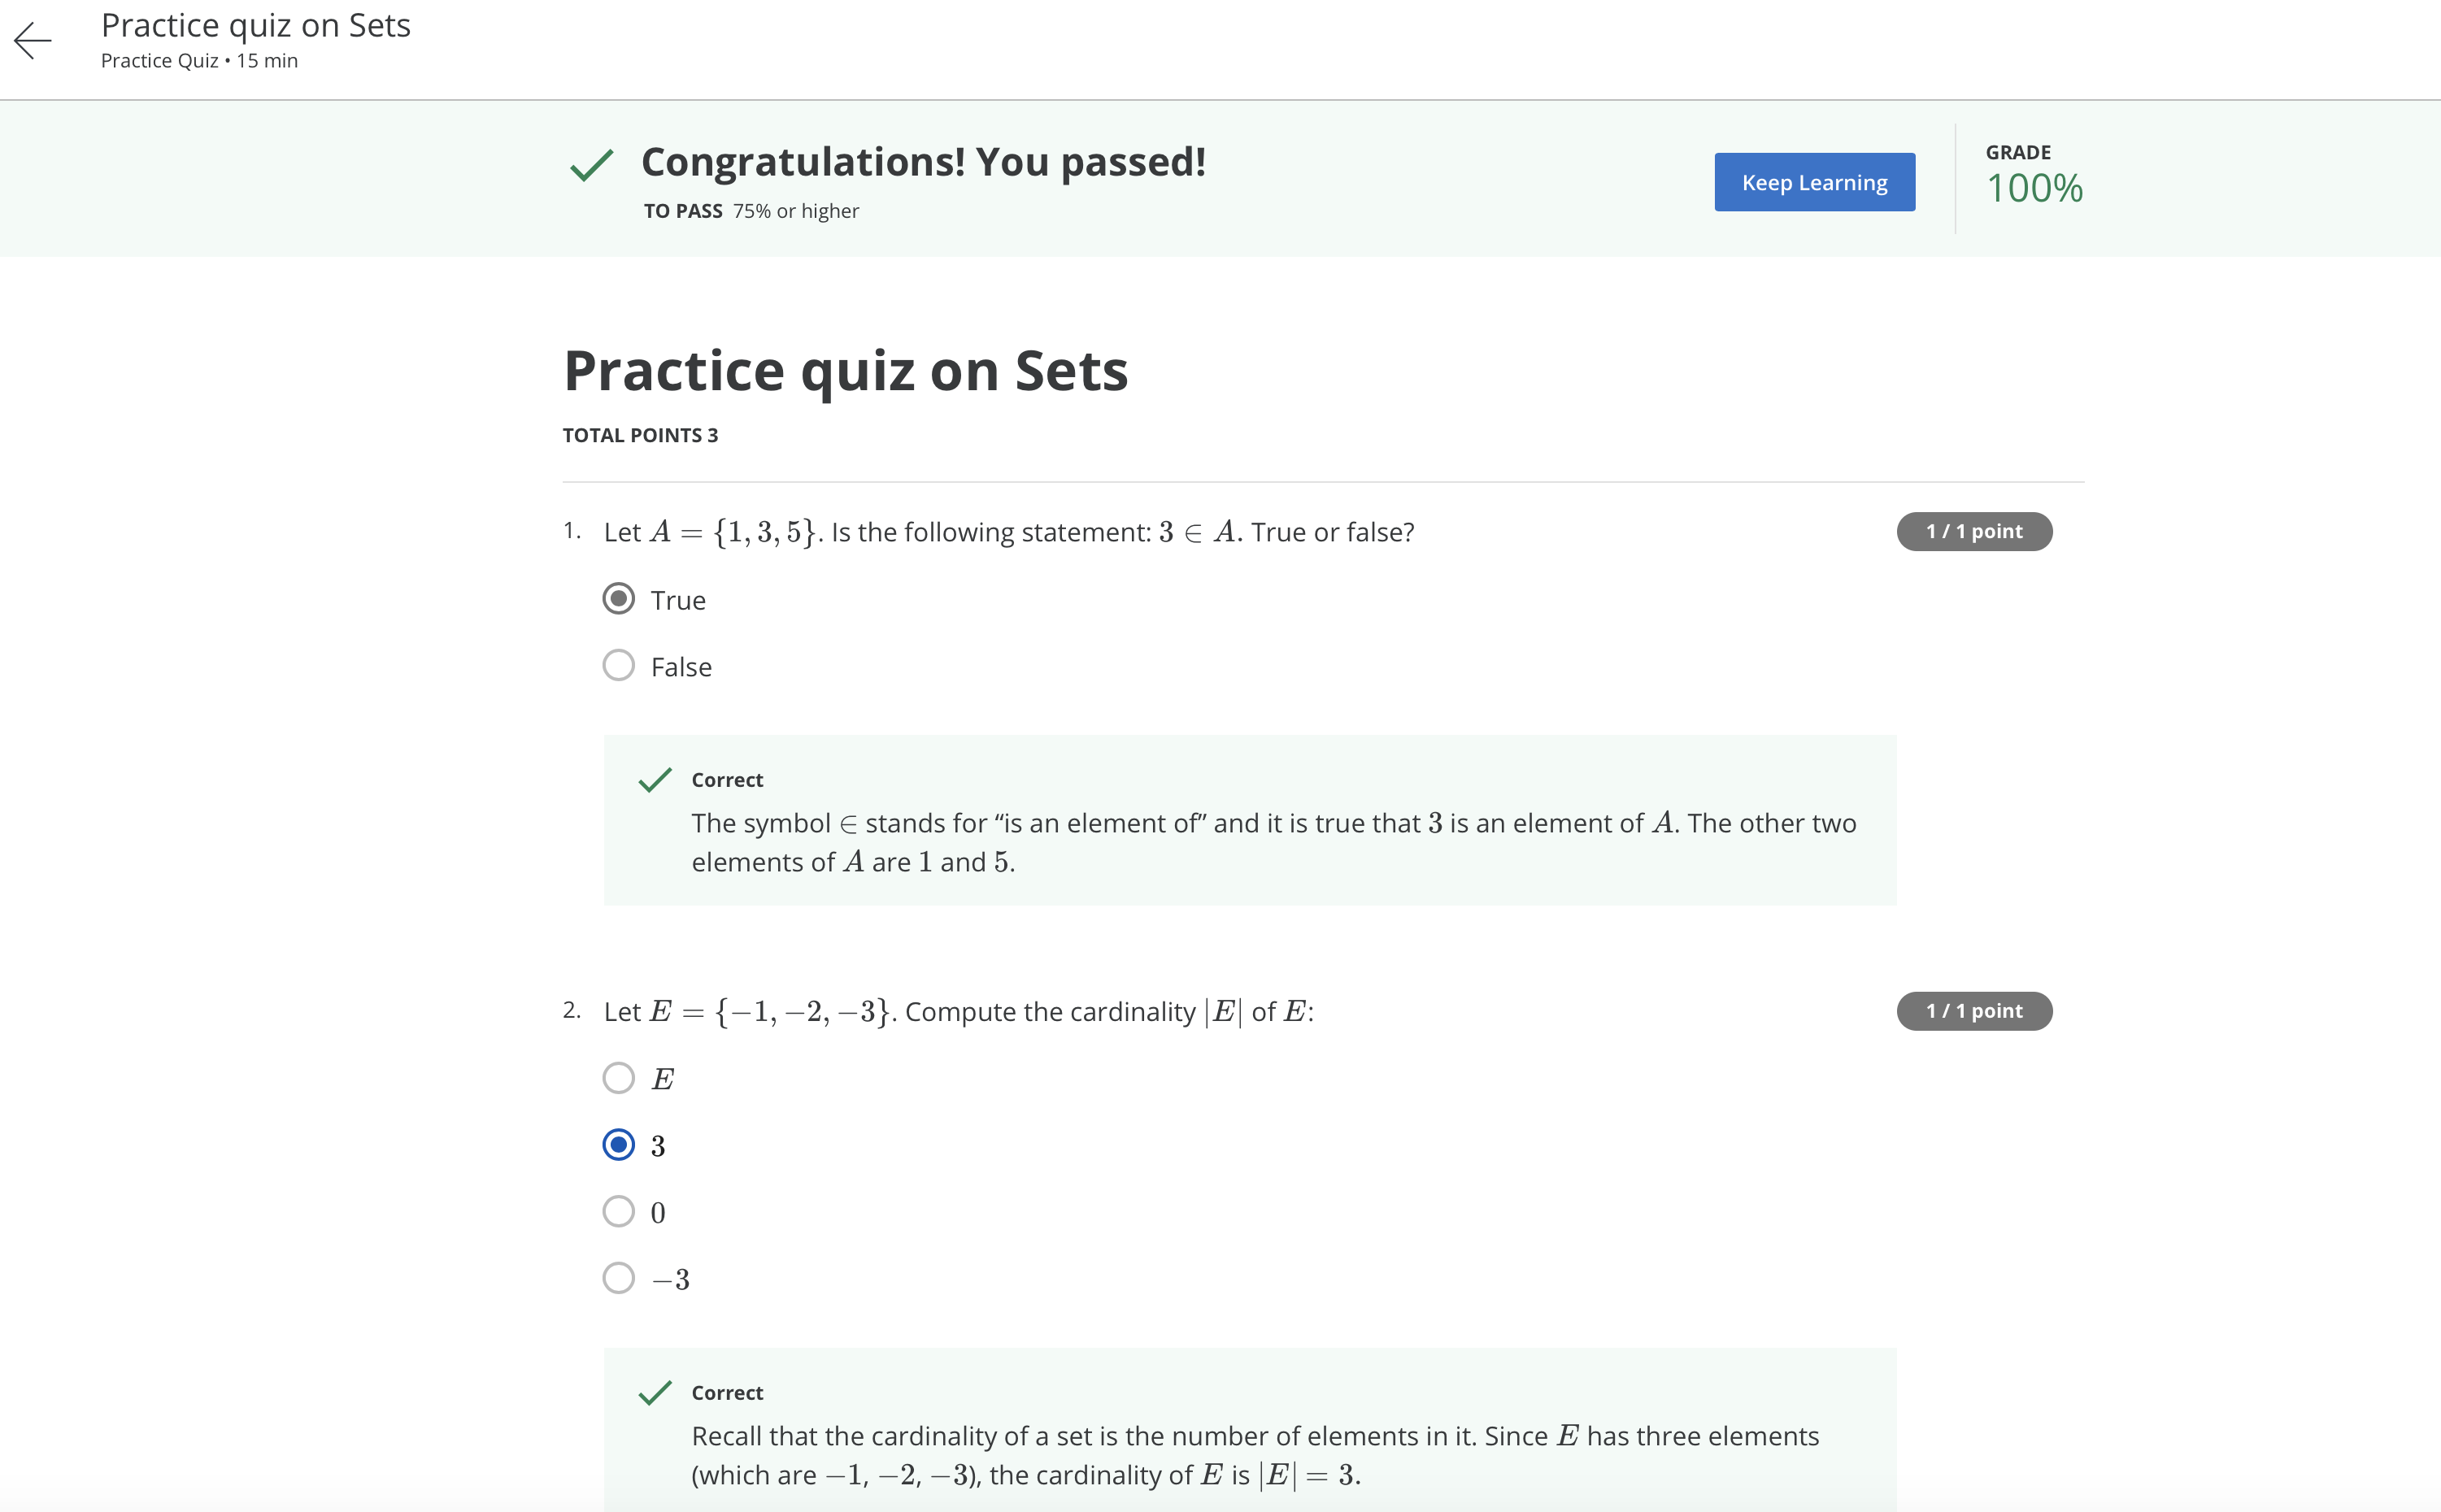 Practice quiz on Sets
Practice Quiz • 15 min
Congratulations! You passed!
TO PASS 75% or higher
Keep Learning
GRADE
100%
Practice quiz on Sets
TOTAL POINTS 3
1. Let A = {1, 3, 5}. Is the following statement: 3 ∈ A. True or false?
1 / 1 point
True
False
Correct
The symbol ∈ stands for “is an element of” and it is true that 3 is an element of A. The other two
elements of A are 1 and 5.
2. Let E = {−1, −2, −3}. Compute the cardinality |E| of E:
1 / 1 point
E
3
0
−3
Correct
Recall that the cardinality of a set is the number of elements in it. Since E has three elements
(which are −1, −2, −3), the cardinality of E is |E| = 3.